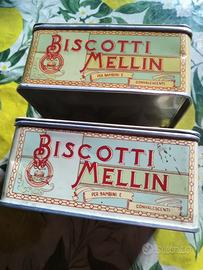 BISCOTTI
MELLIN
PER BAMBINI E
CONVALESCENTI
BISCOTTI
MELLIN
PER BAMBINI E
CONVALESCENTI